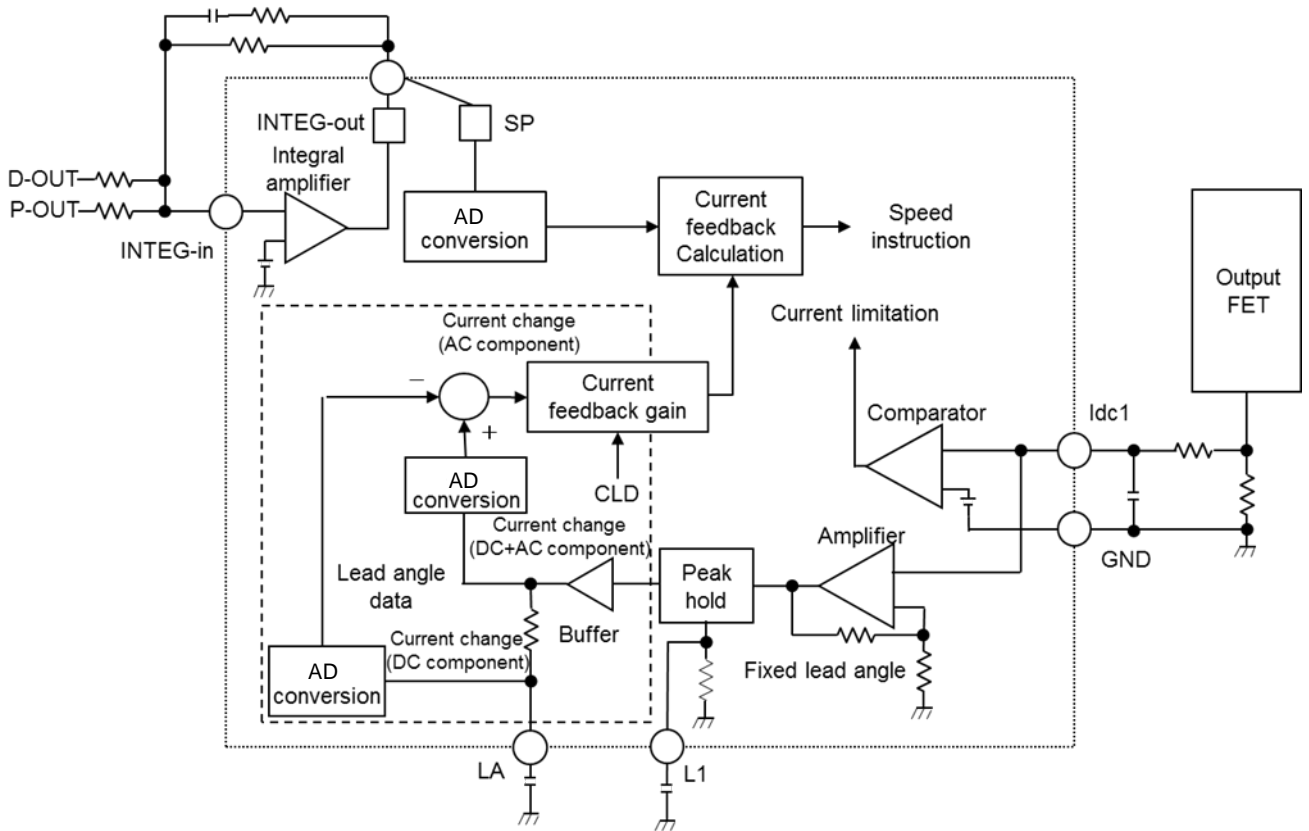 INTEG-out
SP
Integral
amplifier
D-OUT
P-OUT
INTEG-in
AD
conversion
Current
feedback
Calculation
Speed
instruction
Output
FET
Current limitation
Current change
(AC component)
−
+
Current
feedback gain
Comparator
Idc1
AD
conversion
CLD
Current change
(DC+AC component)
Amplifier
GND
Lead angle
data
Buffer
Peak
hold
Current change
(DC component)
Fixed lead angle
AD
conversion
LA
L1